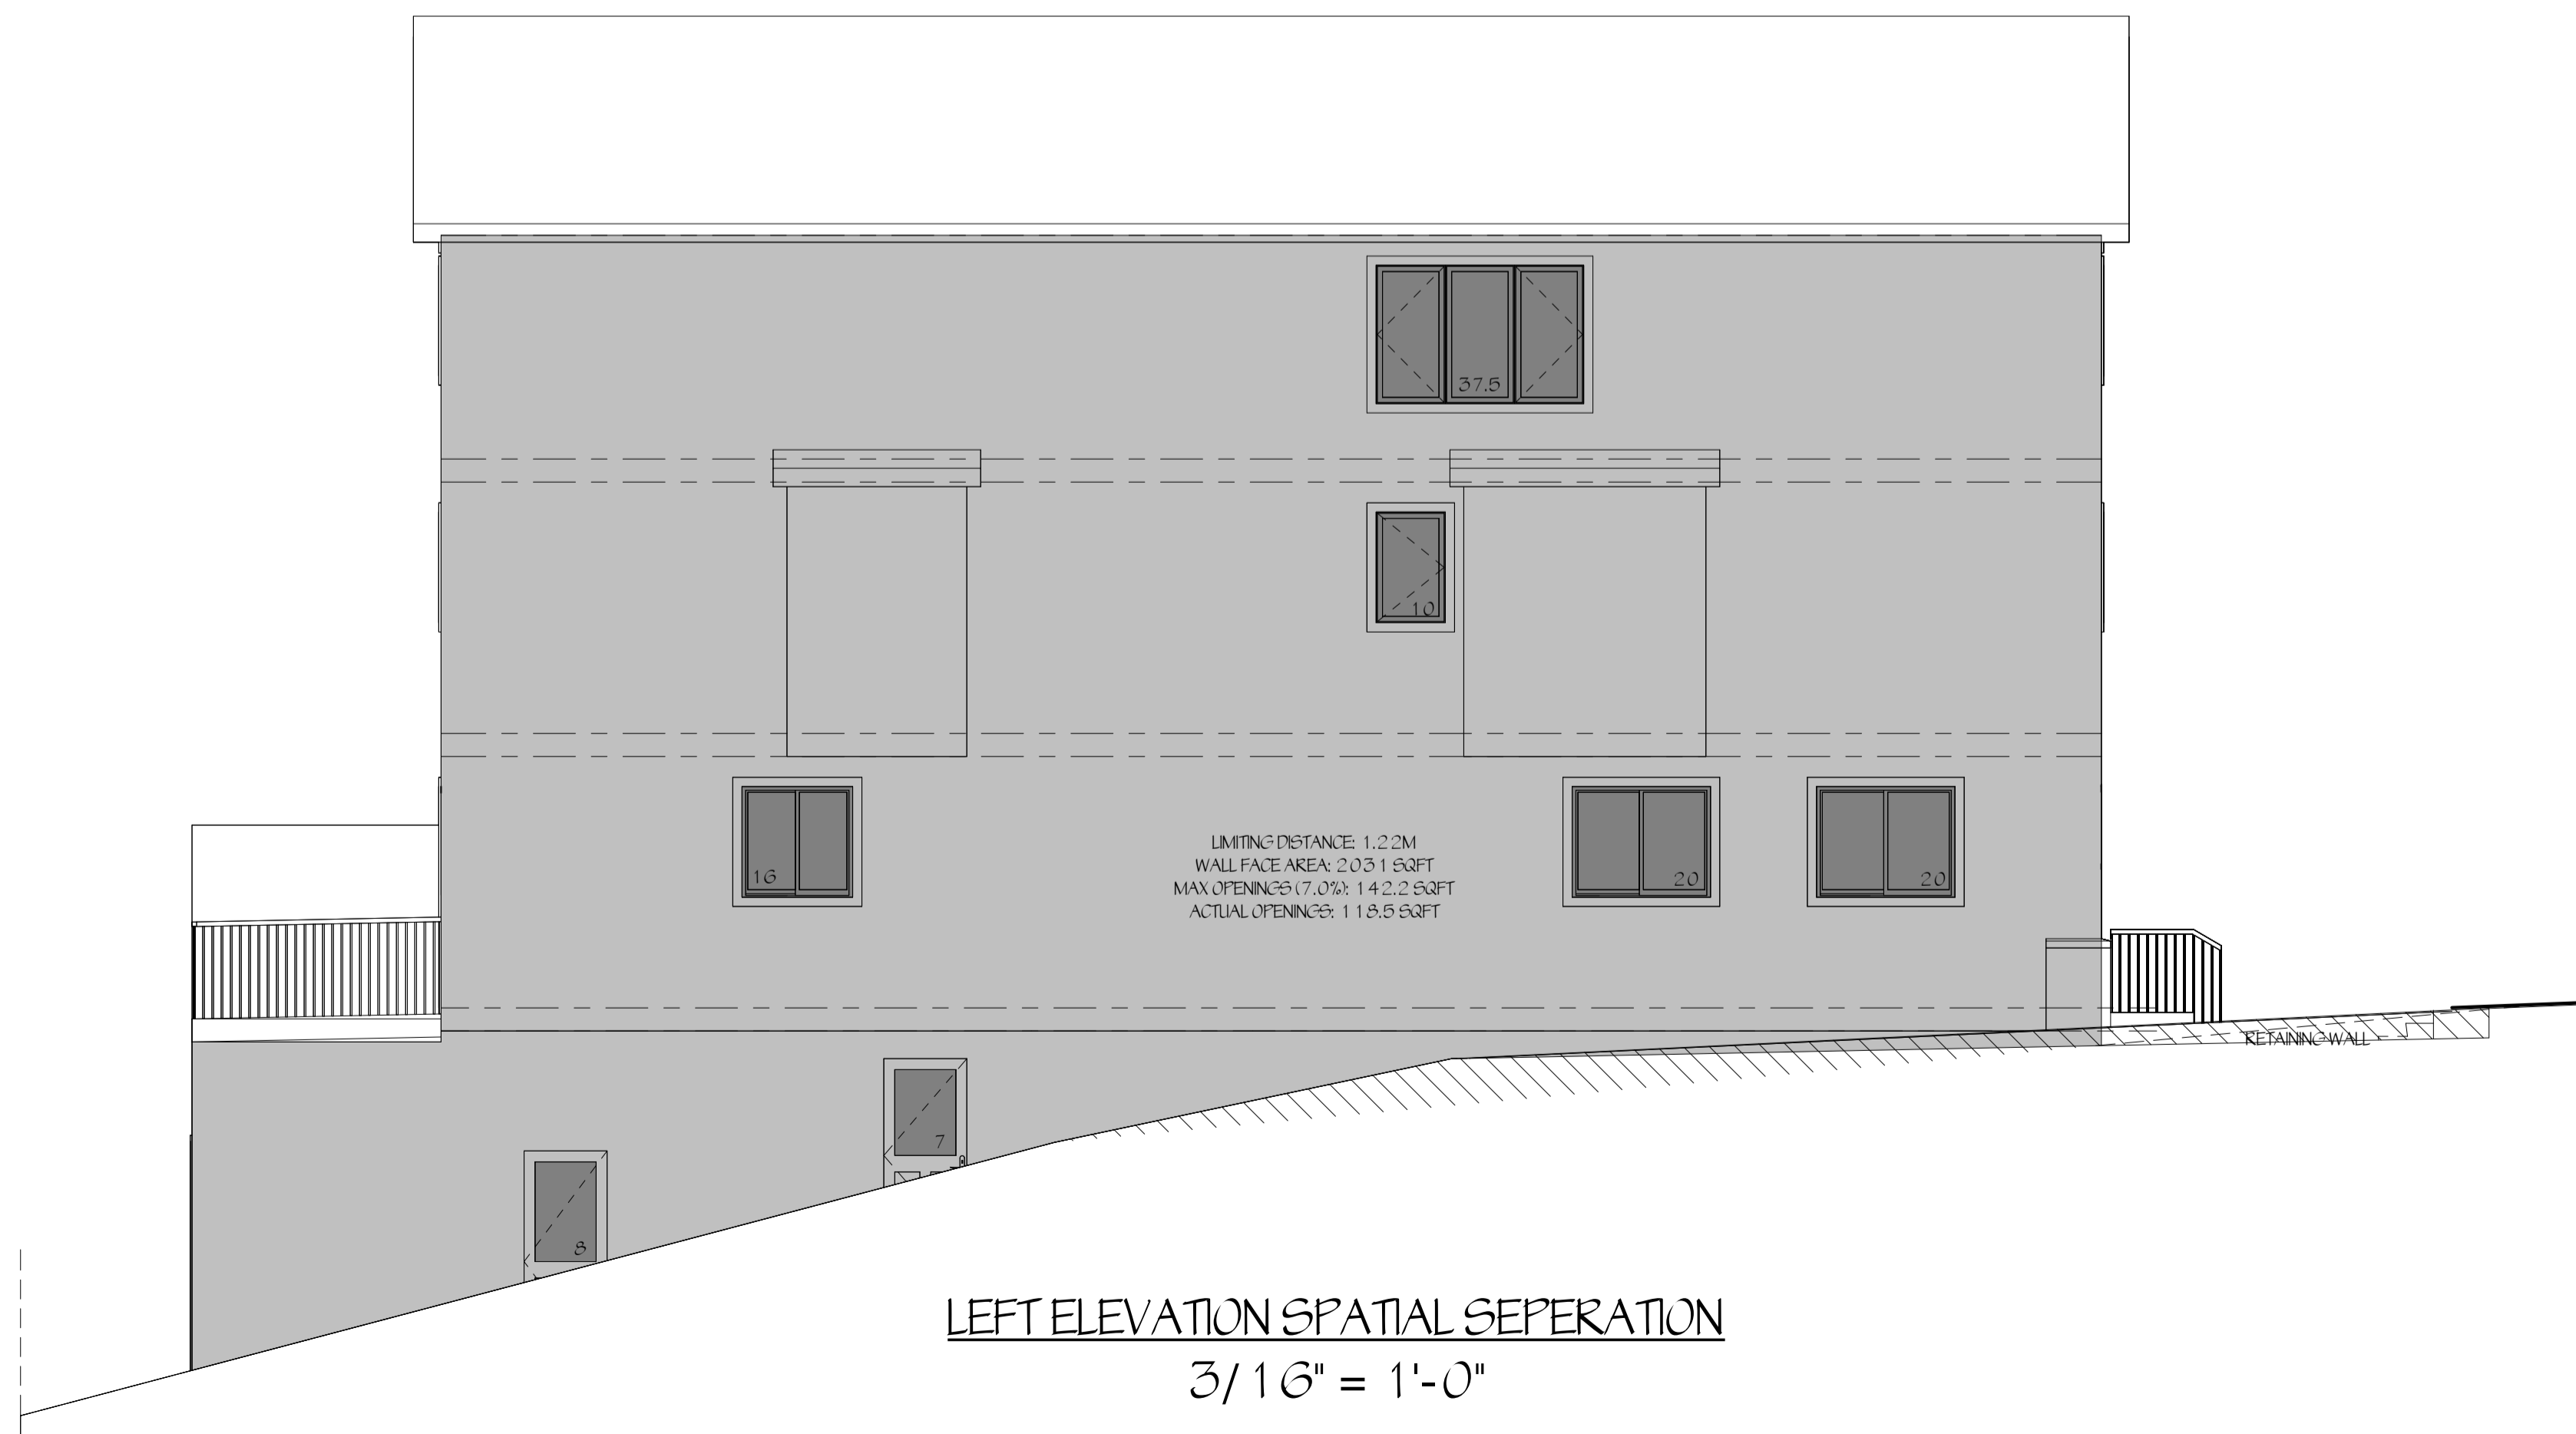 37.5
10
16
20
20
LIMITING DISTANCE: 1.22M
WALL FACE AREA: 2031 SQFT
MAX OPENINGS (7.0%): 142.2 SQFT
ACTUAL OPENINGS: 118.5 SQFT
RETAINING WALL
7
8
LEFT ELEVATION SPATIAL SEPERATION
3/16" = 1'-0"